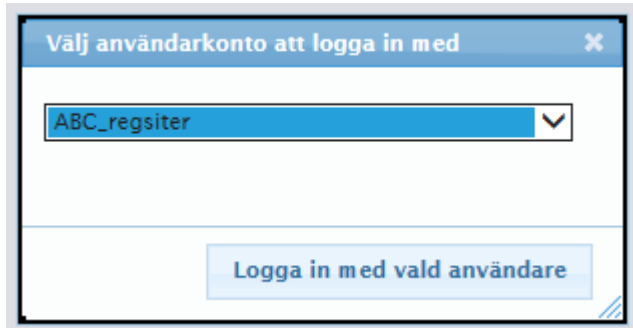 Välj användarkonto att logga in med
ABC_regsiter
Logga in med vald användare